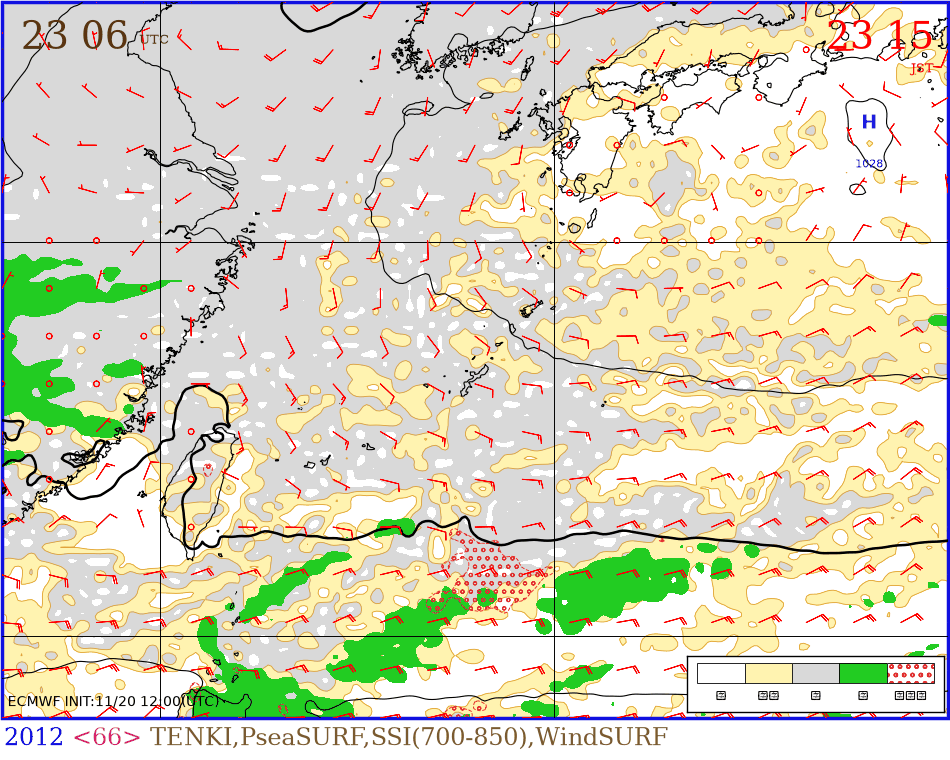 23 06 UTC
23 15
JST
H
1028
ECMWF INIT:11/20 12:00(UTC)
2012 <66> TENKI,PseaSURF,SSI(700-850),WindSURF